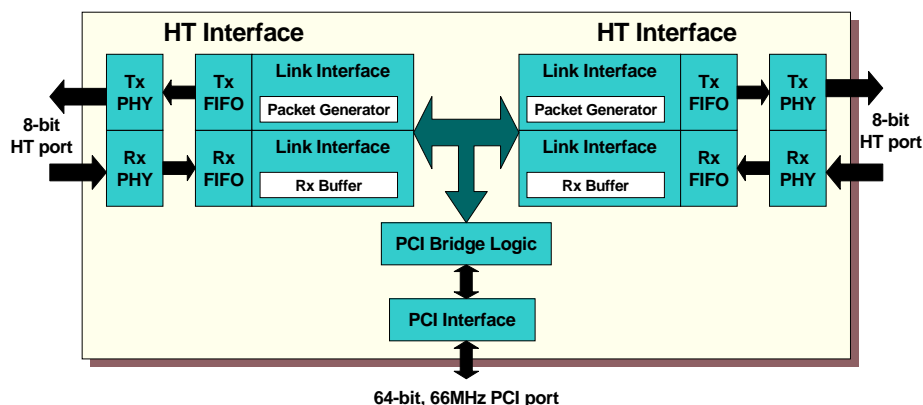 HT Interface
HT Interface
Tx
PHY
Tx
FIFO
Link Interface
Packet Generator
8-bit
HT port
Rx
PHY
Rx
FIFO
Link Interface
Rx Buffer
Link Interface
Packet Generator
Tx
FIFO
Tx
PHY
Link Interface
Rx Buffer
Rx
FIFO
Rx
PHY
8-bit
HT port
PCI Bridge Logic
PCI Interface
64-bit, 66MHz PCI port